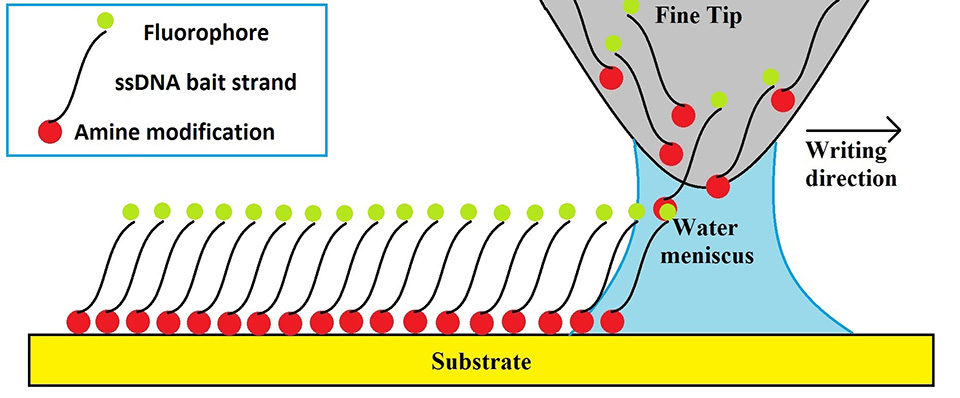 Fluorophore
ssDNA bait strand
Amine modification
Fine Tip
Writing
direction
Water
meniscus
Substrate